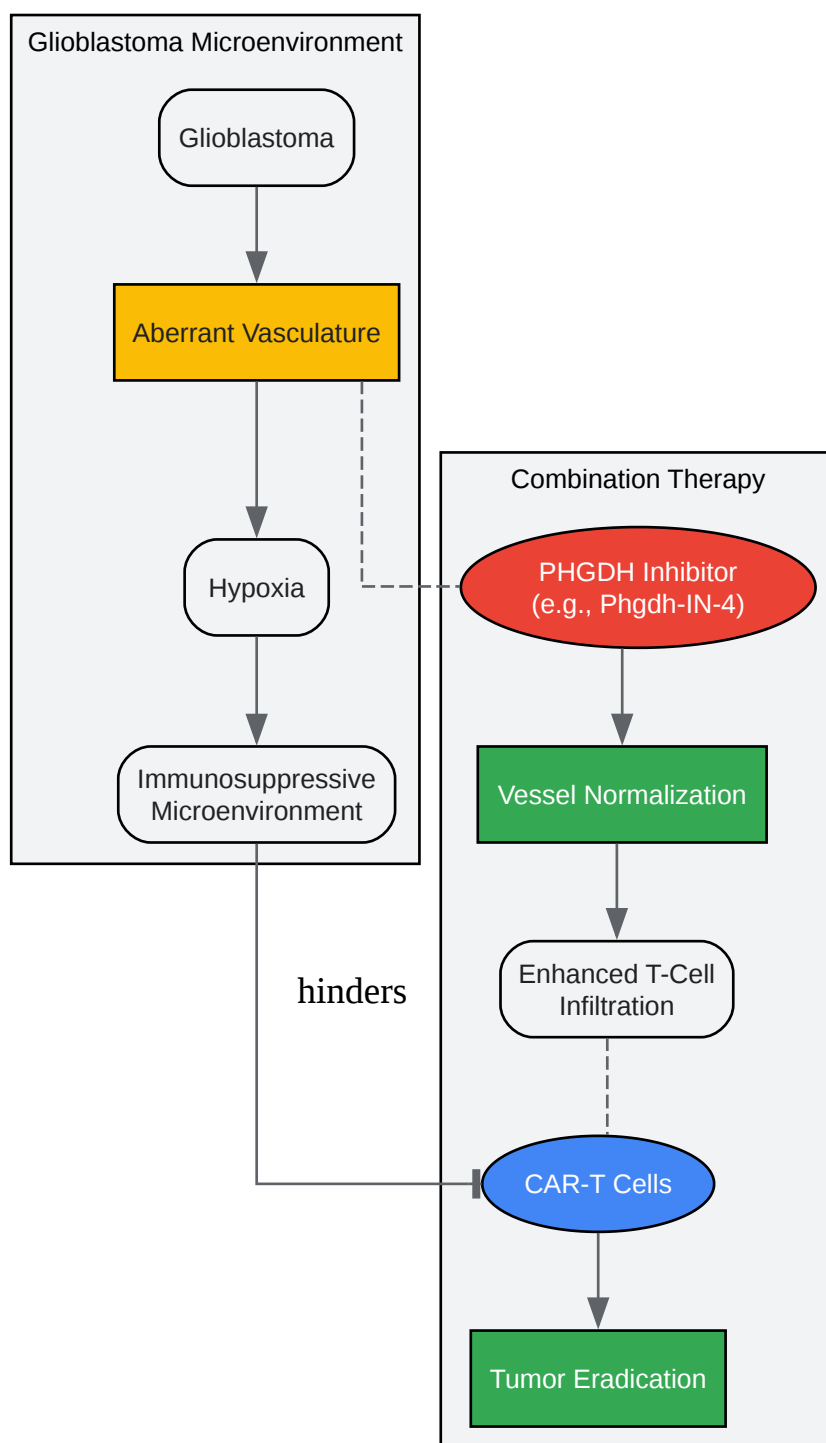 Glioblastoma Microenvironment
Glioblastoma
Aberrant Vasculature
Hypoxia
Immunosuppressive
Microenvironment
hinders
Combination Therapy
PHGDH Inhibitor
(e.g., Phgdh-IN-4)
Vessel Normalization
Enhanced T-Cell
Infiltration
CAR-T Cells
Tumor Eradication